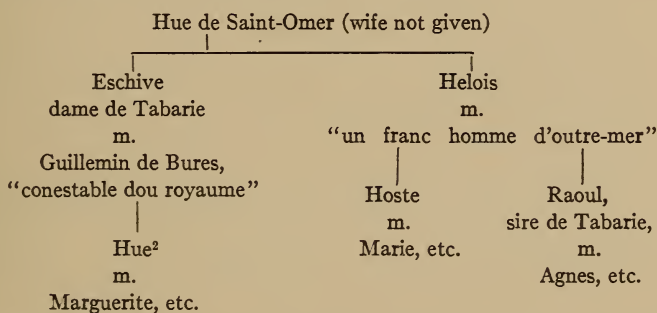 Hue de Saint-Omer (wife not given)
Eschive
dame de Tabarie
m.
Guillemin de Bures,
"conestable dou royaume"
Hue²
m.
Marguerite, etc.
Helois
m.
"un franc homme d'outre-mer"
Hoste
m.
Marie, etc.
Raoul,
sire de Tabarie,
m.
Agnes, etc.